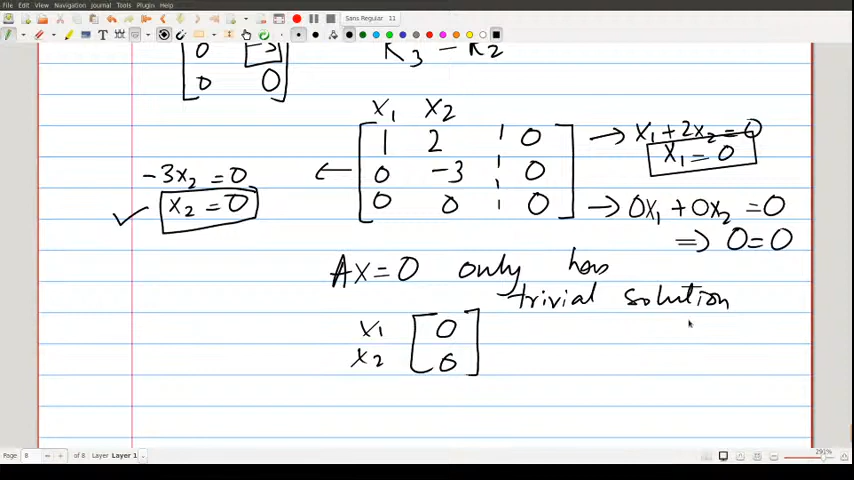 File Edit View Navigation Journal Tools Plugin Help
Sans Regular 11
0 -3
R3 - R2
0 0
x1 x2
1 2 | 0 → x1 + 2x2 = 0
x1 = 0
-3x2 = 0 ← 0 -3 | 0
✓ x2 = 0
0 0 | 0 → 0x1 + 0x2 = 0
⇒ 0 = 0
Ax = 0 only has
trivial solution
x1 0
x2 0
Page 8 of 8 Layer Layer 1 291%